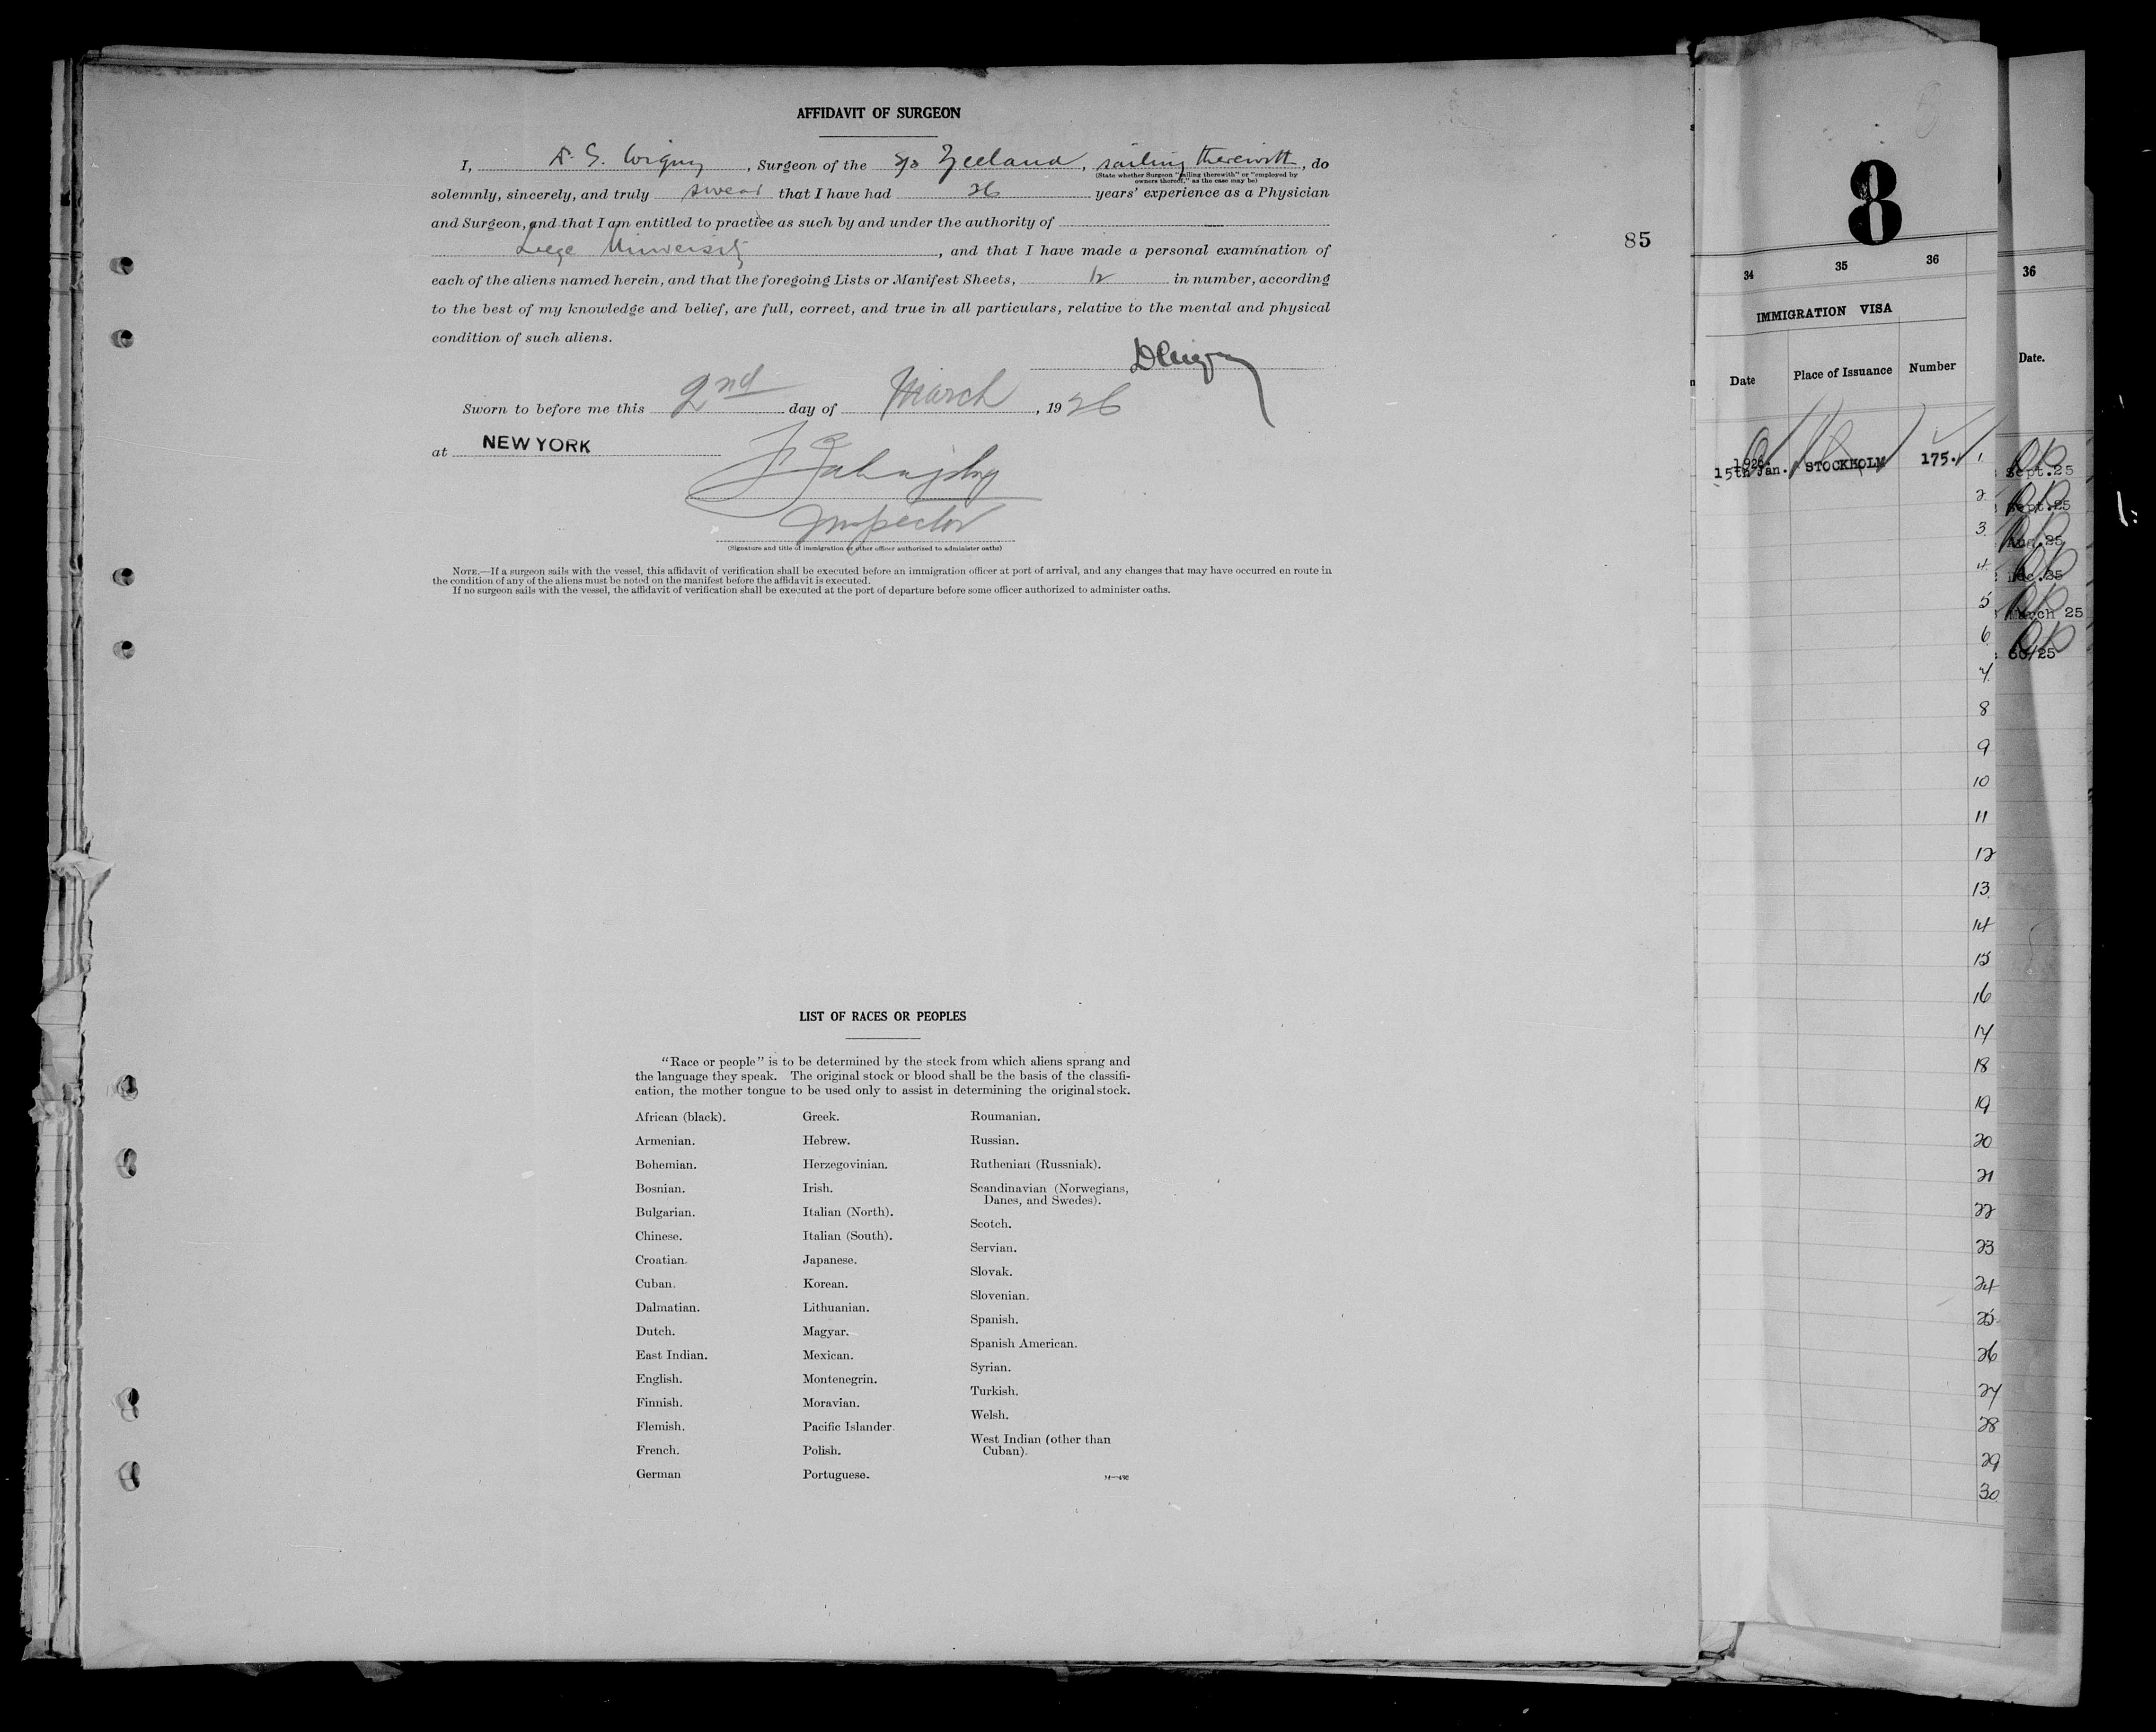 AFFIDAVIT OF SURGEON
I, Wigny, Surgeon of the S/S Zeeland, sailing therewith, do
(State whether Surgeon "sailing therewith" or "employed by
owners thereof," as the case may be)
solemnly, sincerely, and truly swear that I have had 26 years' experience as a Physician
and Surgeon, and that I am entitled to practice as such by and under the authority of
Liege University, and that I have made a personal examination of
each of the aliens named herein, and that the foregoing Lists or Manifest Sheets, 12 in number, according
to the best of my knowledge and belief, are full, correct, and true in all particulars, relative to the mental and physical
condition of such aliens.
Sworn to before me this 2nd day of March, 1926
at NEW YORK
Inspector
(Signature and title of immigration or other officer authorized to administer oaths)
NOTE.—If a surgeon sails with the vessel, this affidavit of verification shall be executed before an immigration officer at port of arrival, and any changes that may have occurred en route in
the condition of any of the aliens must be noted on the manifest before the affidavit is executed.
If no surgeon sails with the vessel, the affidavit of verification shall be executed at the port of departure before some officer authorized to administer oaths.
85
LIST OF RACES OR PEOPLES
"Race or people" is to be determined by the stock from which aliens sprang and
the language they speak. The original stock or blood shall be the basis of the classifi-
cation, the mother tongue to be used only to assist in determining the original stock.
African (black).
Armenian.
Bohemian.
Bosnian.
Bulgarian.
Chinese.
Croatian.
Cuban.
Dalmatian.
Dutch.
East Indian.
English.
Finnish.
Flemish.
French.
German
Greek.
Hebrew.
Herzegovinian.
Irish.
Italian (North).
Italian (South).
Japanese.
Korean.
Lithuanian.
Magyar.
Mexican.
Montenegrin.
Moravian.
Pacific Islander.
Polish.
Portuguese.
Roumanian.
Russian.
Ruthenian (Russniak).
Scandinavian (Norwegians,
Danes, and Swedes).
Scotch.
Servian.
Slovak.
Slovenian.
Spanish.
Spanish American.
Syrian.
Turkish.
Welsh.
West Indian (other than
Cuban).
8
34 35 36
IMMIGRATION VISA
Date Place of Issuance Number
1926.
15th Jan. STOCKHOLM 175. 1
2
3
4
5
6
7
8
9
10
11
12
13
14
15
16
17
18
19
20
21
22
23
24
25
26
27
28
29
30
36
Date.
Sept.25
Sept.25
Aug.25
Dec.25
March 25
60/25